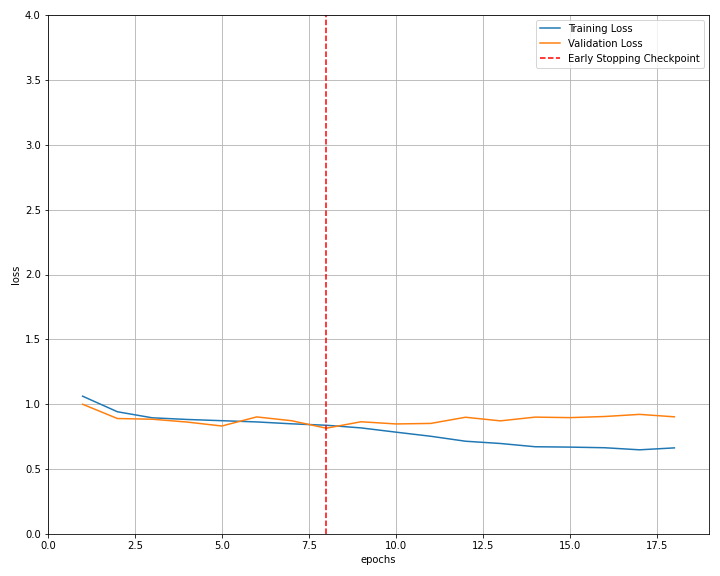 Training Loss
Validation Loss
Early Stopping Checkpoint
4.0
3.5
3.0
2.5
2.0
1.5
1.0
0.5
0.0
loss
0.0 2.5 5.0 7.5 10.0 12.5 15.0 17.5
epochs